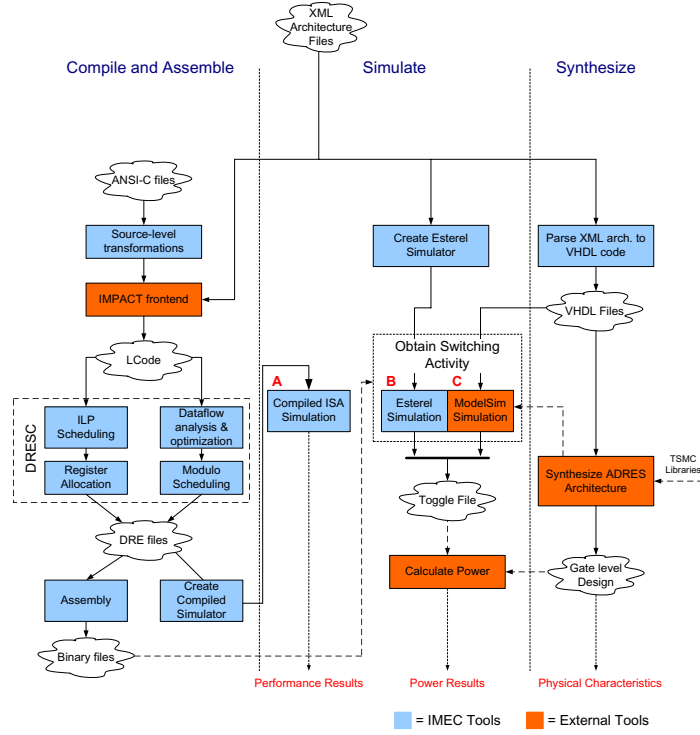 XML
Architecture
Files
Compile and Assemble
Simulate
Synthesize
ANSI-C files
Source-level
transformations
Create Esterel
Simulator
Parse XML arch. to
VHDL code
IMPACT frontend
VHDL Files
LCode
Obtain Switching
Activity
A
B
C
Compiled ISA
Simulation
Esterel
Simulation
ModelSim
Simulation
DRESC
ILP
Scheduling
Dataflow
analysis &
optimization
Register
Allocation
Modulo
Scheduling
TSMC
Libraries
Synthesize ADRES
Architecture
Toggle File
DRE files
Calculate Power
Gate level
Design
Assembly
Create
Compiled
Simulator
Binary files
Performance Results
Power Results
Physical Characteristics
= IMEC Tools
= External Tools